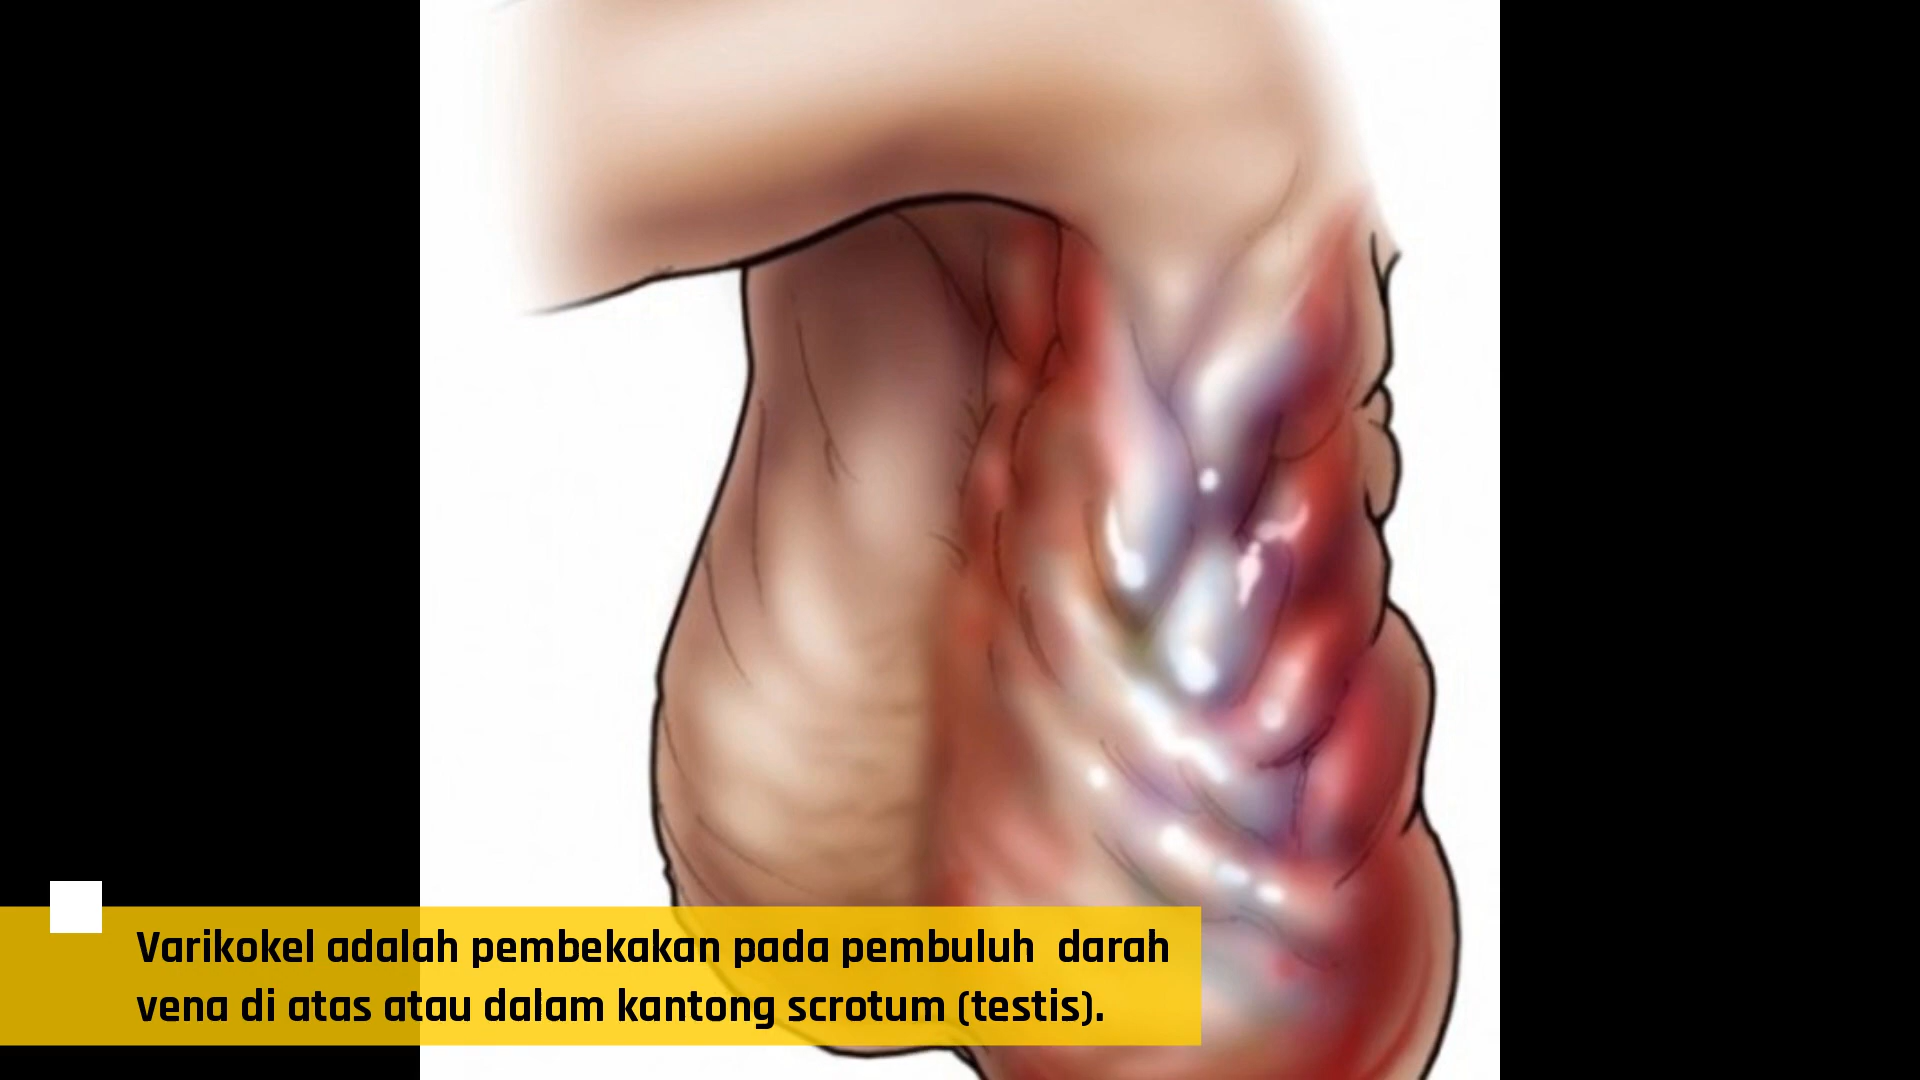 Varikokel adalah pembekakan pada pembuluh  darah
vena di atas atau dalam kantong scrotum (testis).